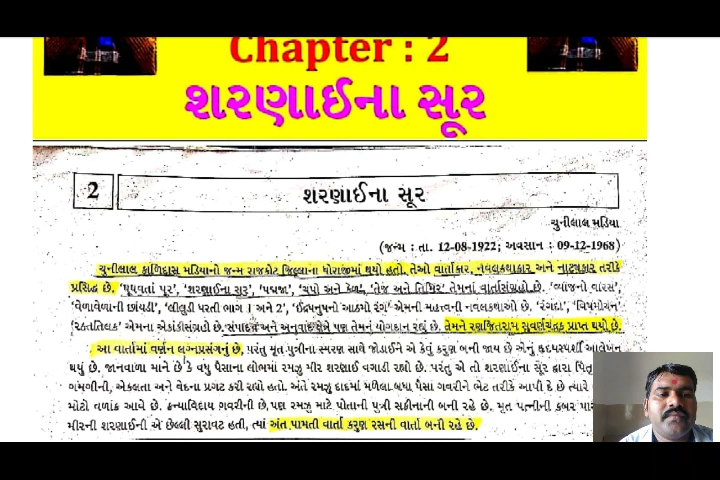 Chapter : 2
શરણાઈના સૂર
2
શરણાઈના સૂર
ચુનીલાલ મડિયા
(જન્મ : તા. 12-08-1922; અવસાન : 09-12-1968)
ચુનીલાલ કાળિદાસ મડિયાનો જન્મ રાજકોટ જિલ્લાના ધોરાજીમાં થયો હતો. તેઓ વાર્તાકાર, નવલકથાકાર અને નાટ્યકાર તરીકે
પ્રસિદ્ધ છે. 'ઘૂઘવતાં પૂર', 'શરણાઈના સૂર', 'પદ્મજા', 'ચંપો અને કેળ', 'તેજ અને તિમિર' તેમનાં વાર્તાસંગ્રહો છે. 'વ્યાજનો વારસ',
'વેળાવેળાની છાંયડી', 'લીલુડી ધરતી ભાગ 1 અને 2', 'ઈંદ્રધનુનો આઠમો રંગ' એમની મહત્ત્વની નવલકથાઓ છે. 'રંગદા', 'વિષમોચન'
'રક્તતિલક' એમના એકાંકીસંગ્રહો છે. સંપાદન અને અનુવાદક્ષેત્રે પણ તેમનું યોગદાન રહ્યું છે. તેમને રણજિતરામ સુવર્ણચંદ્રક પ્રાપ્ત થયો છે.
આ વાર્તામાં વર્ણન લગ્નપ્રસંગનું છે, પરંતુ મૃત પુત્રીના સ્મરણ સાથે જોડાઈને એ કેવું કરુણ બની જાય છે એનું હૃદયસ્પર્શી આલેખન
થયું છે. જાનવાળા માને છે કે વધુ પૈસાના લોભમાં રમઝુ મીર શરણાઈ વગાડી રહ્યો છે. પરંતુ એ તો શરણાઈના સૂર દ્વારા પિતૃ
ગમગીની, એકલતા અને વેદના પ્રગટ કરી રહ્યો હતો. અંતે રમઝુ દાદમાં મળેલા બધા પૈસા ગવરીને ભેટ તરીકે આપી દે છે ત્યારે
મોટો વળાંક આવે છે. કન્યાવિદાય ગવરીની છે, પણ રમઝુ માટે પોતાની પુત્રી સકીનાની બની રહે છે. મૃત પત્નીની કબર પા
મીરની શરણાઈની એ છેલ્લી સુરાવટ હતી, ત્યાં અંત પામતી વાર્તા કરુણ રસની વાર્તા બની રહે છે.